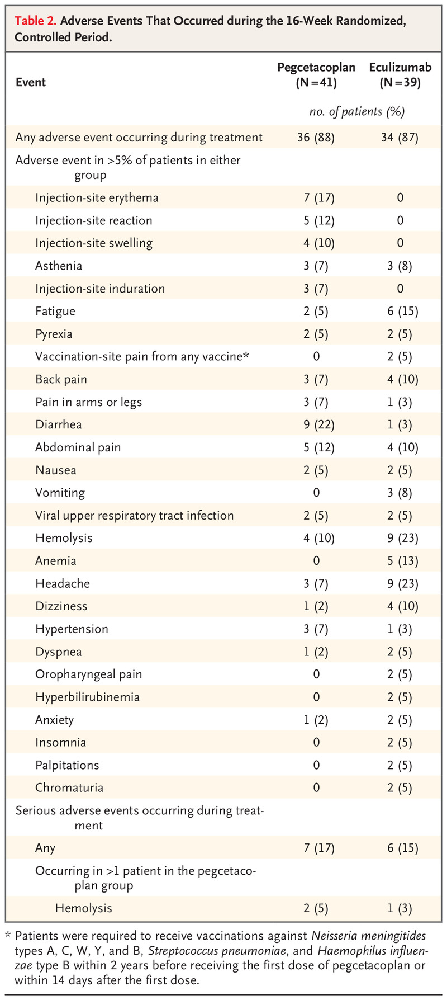 Table 2. Adverse Events That Occurred during the 16-Week Randomized,
Controlled Period.
Event Pegcetacoplan (N=41) Eculizumab (N=39)
no. of patients (%)
Any adverse event occurring during treatment 36 (88) 34 (87)
Adverse event in >5% of patients in either
group
Injection-site erythema 7 (17) 0
Injection-site reaction 5 (12) 0
Injection-site swelling 4 (10) 0
Asthenia 3 (7) 3 (8)
Injection-site induration 3 (7) 0
Fatigue 2 (5) 6 (15)
Pyrexia 2 (5) 2 (5)
Vaccination-site pain from any vaccine* 0 2 (5)
Back pain 3 (7) 4 (10)
Pain in arms or legs 3 (7) 1 (3)
Diarrhea 9 (22) 1 (3)
Abdominal pain 5 (12) 4 (10)
Nausea 2 (5) 2 (5)
Vomiting 0 3 (8)
Viral upper respiratory tract infection 2 (5) 2 (5)
Hemolysis 4 (10) 9 (23)
Anemia 0 5 (13)
Headache 3 (7) 9 (23)
Dizziness 1 (2) 4 (10)
Hypertension 3 (7) 1 (3)
Dyspnea 1 (2) 2 (5)
Oropharyngeal pain 0 2 (5)
Hyperbilirubinemia 0 2 (5)
Anxiety 1 (2) 2 (5)
Insomnia 0 2 (5)
Palpitations 0 2 (5)
Chromaturia 0 2 (5)
Serious adverse events occurring during treat-
ment
Any 7 (17) 6 (15)
Occurring in >1 patient in the pegcetaco-
plan group
Hemolysis 2 (5) 1 (3)
* Patients were required to receive vaccinations against Neisseria meningitides
types A, C, W, Y, and B, Streptococcus pneumoniae, and Haemophilus influen-
zae type B within 2 years before receiving the first dose of pegcetacoplan or
within 14 days after the first dose.